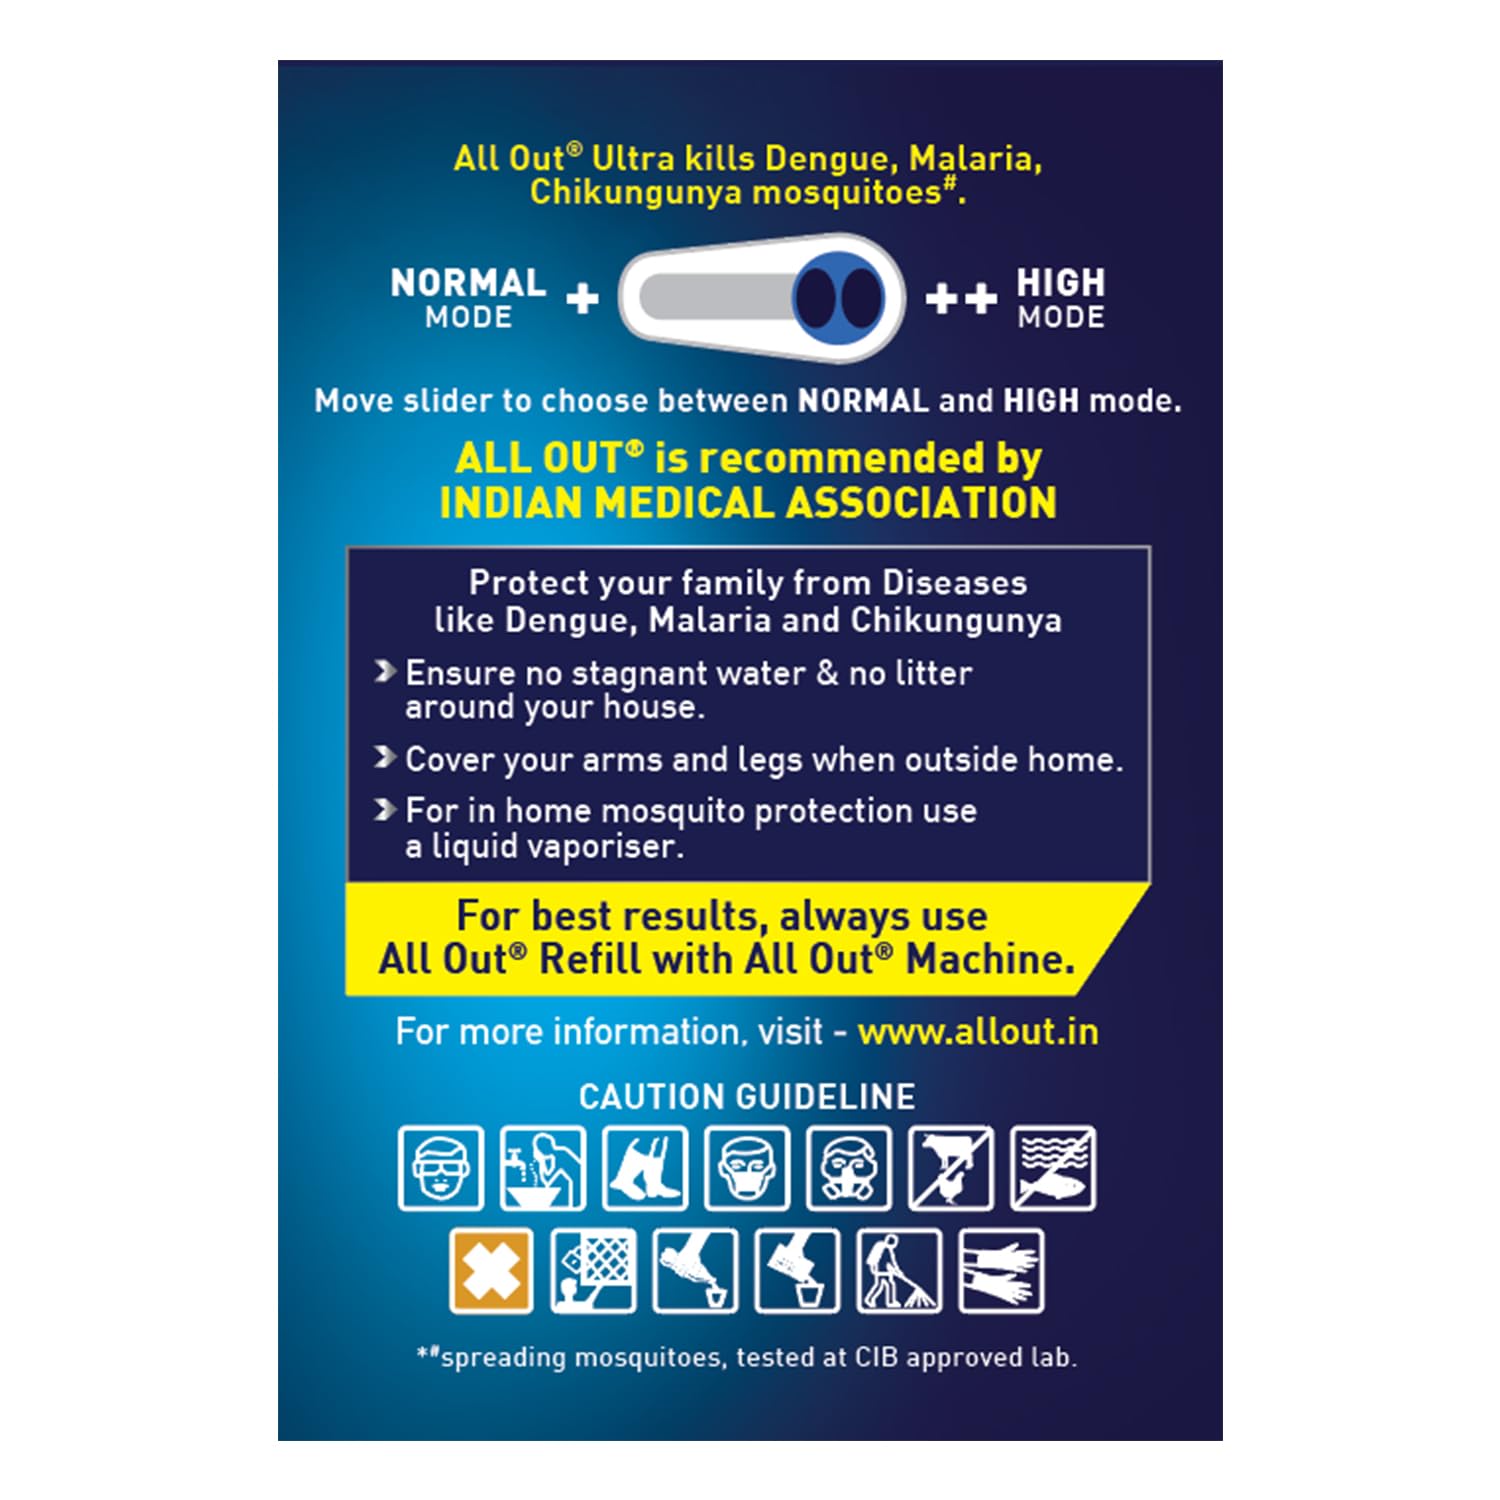 All Out® Ultra kills Dengue, Malaria,
Chikungunya mosquitoes#.
NORMAL MODE + ++ HIGH MODE
Move slider to choose between NORMAL and HIGH mode.
ALL OUT® is recommended by
INDIAN MEDICAL ASSOCIATION
Protect your family from Diseases
like Dengue, Malaria and Chikungunya
Ensure no stagnant water & no litter
around your house.
Cover your arms and legs when outside home.
For in home mosquito protection use
a liquid vaporiser.
For best results, always use
All Out® Refill with All Out® Machine.
For more information, visit - www.allout.in
CAUTION GUIDELINE
*#spreading mosquitoes, tested at CIB approved lab.